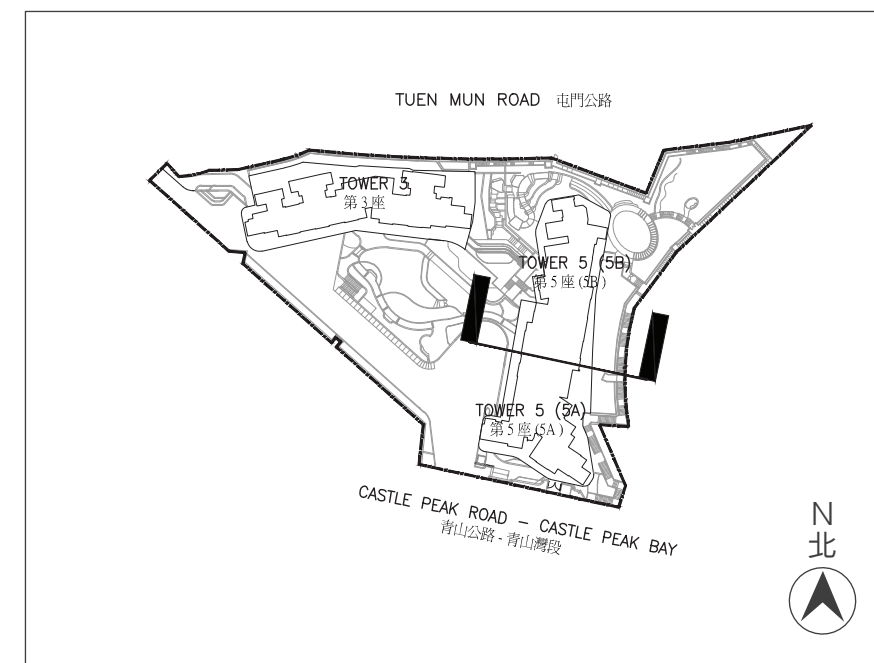 TUEN MUN ROAD 屯門公路
TOWER 3
第 3 座
TOWER 5 (5B)
第 5 座 (5B )
TOWER 5 (5A)
第 5 座 (5A )
CASTLE PEAK ROAD – CASTLE PEAK BAY
青山公路 - 青山灣段
N
北